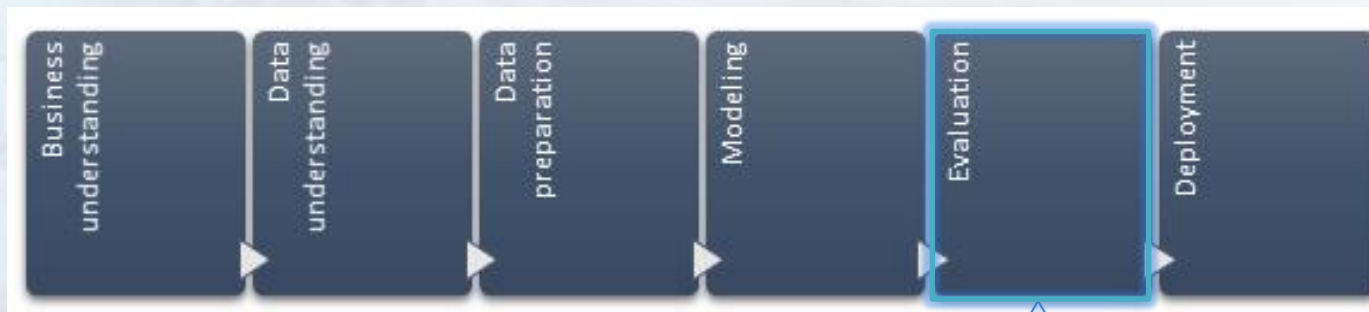 Business
understanding
Data
understanding
Data
preparation
Modeling
Evaluation
Deployment